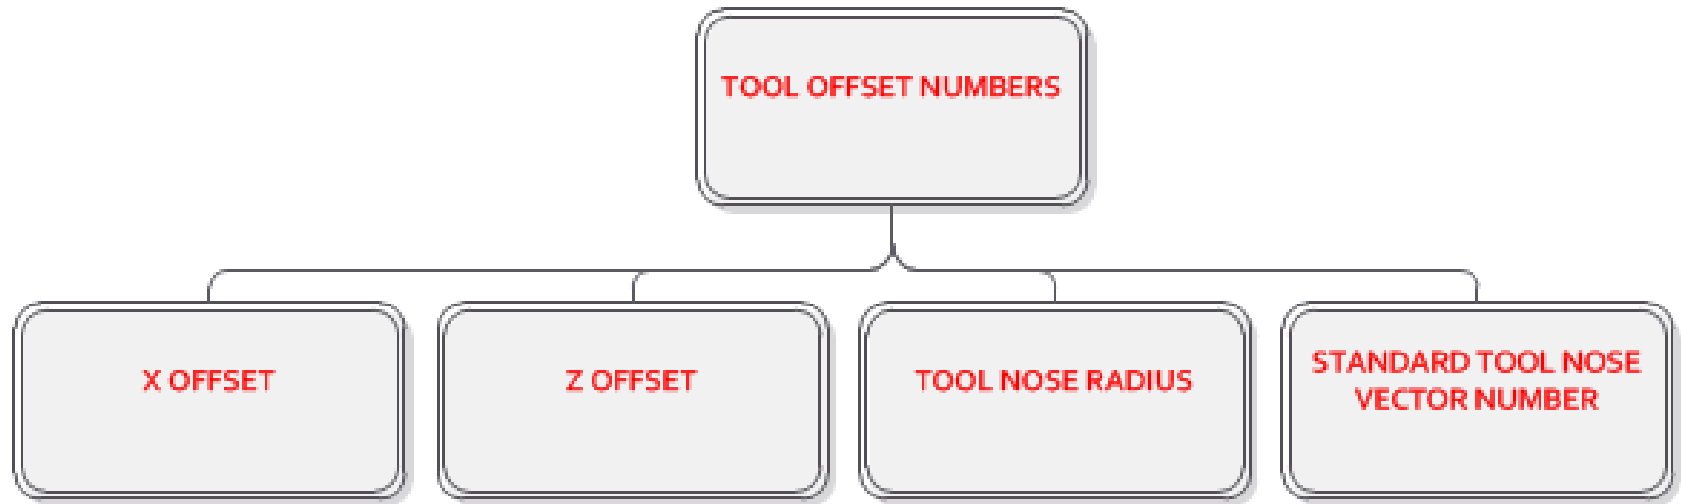 TOOL OFFSET NUMBERS
X OFFSET
Z OFFSET
TOOL NOSE RADIUS
STANDARD TOOL NOSE
VECTOR NUMBER